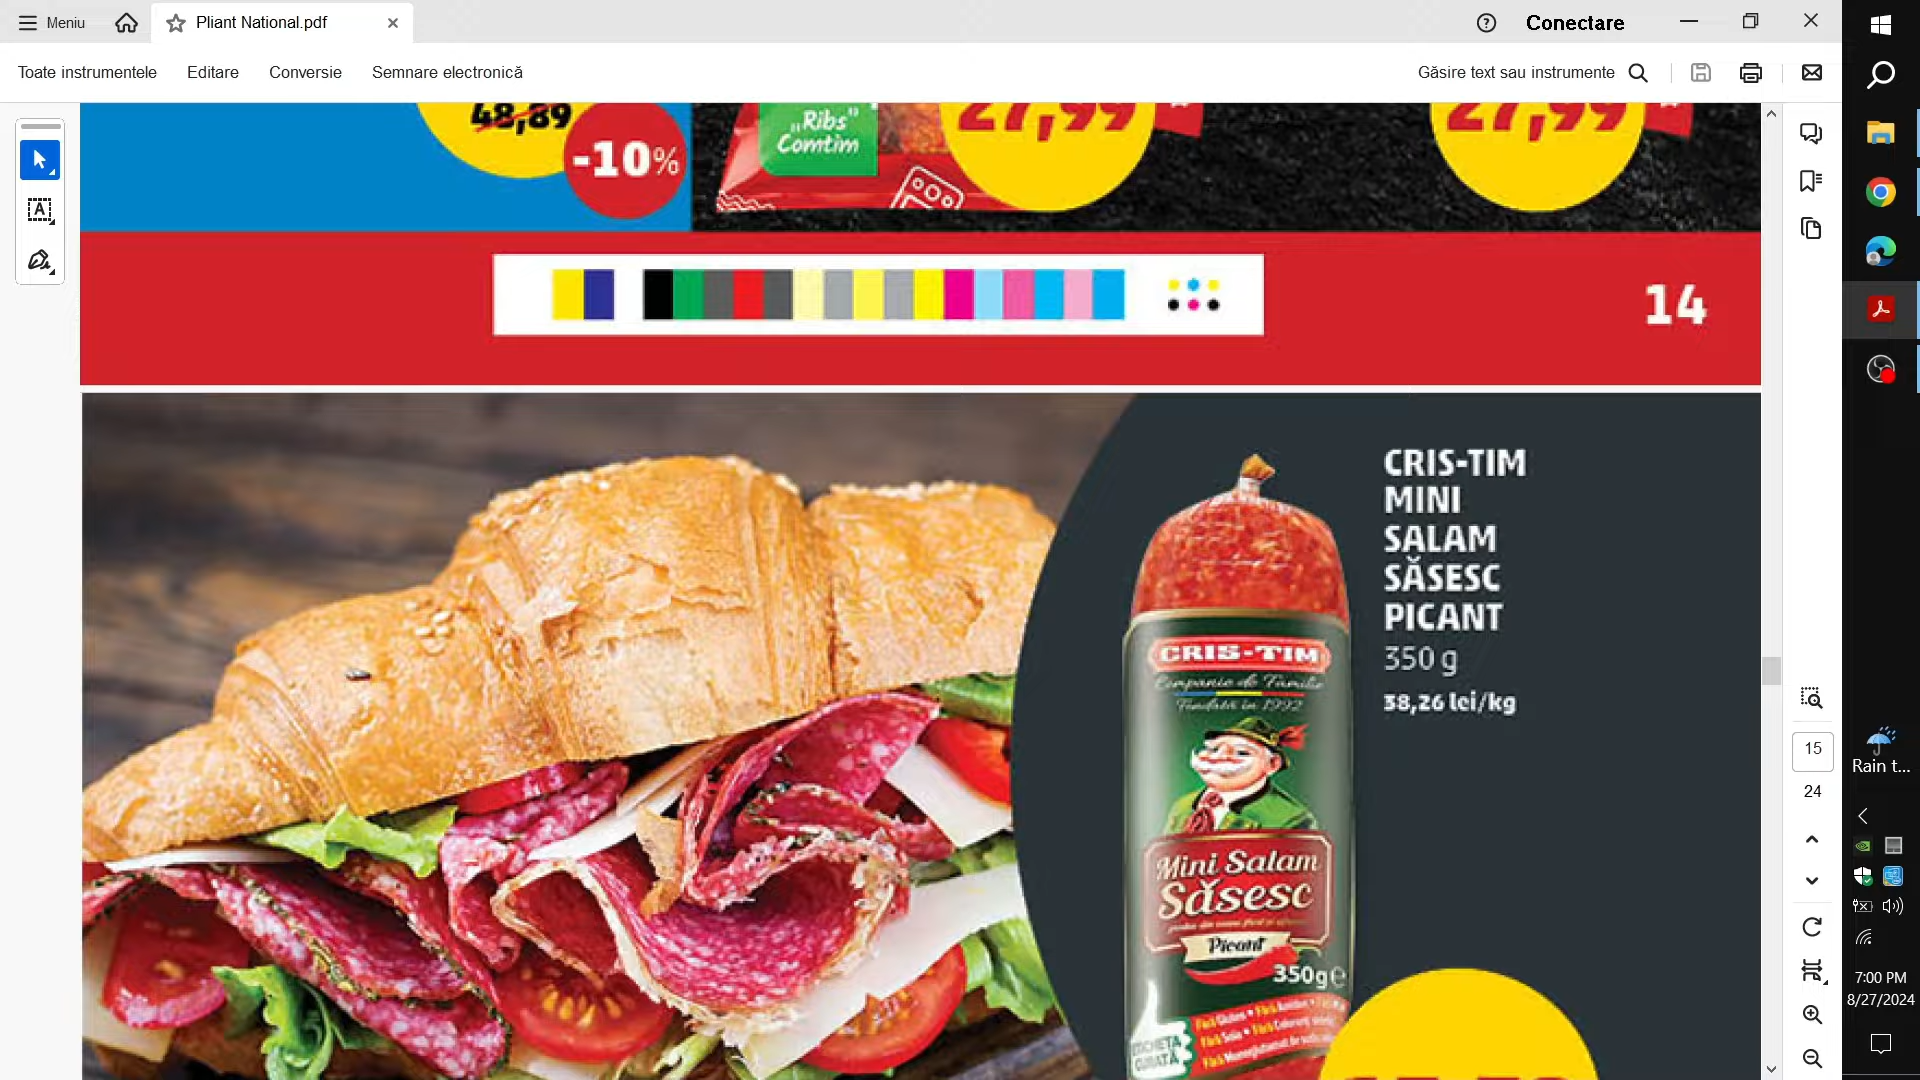 Meniu
Pliant National.pdf
Conectare
Toate instrumentele
Editare
Conversie
Semnare electronică
Găsire text sau instrumente
48,89
-10%
„Ribs”
Comtim
27,99
27,99
14
CRIS-TIM
MINI
SALAM
SĂSESC
PICANT
350 g
38,26 lei/kg
CRIS-TIM
Companie de Familie
Fondată în 1992
Mini Salam
Săsesc
Picant
350g e
ETICHETA
CURATĂ
15
24
Rain t...
7:00 PM
8/27/2024